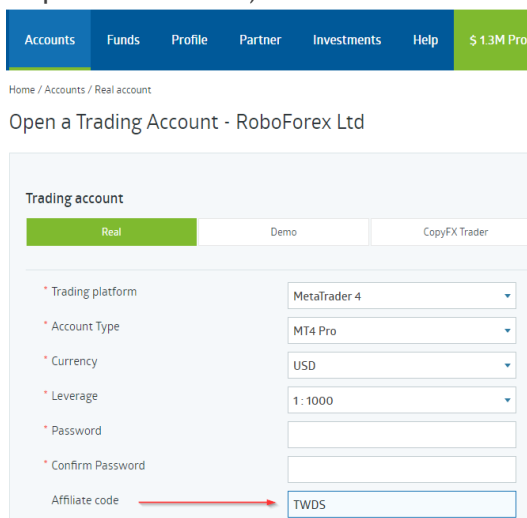 Accounts Funds Profile Partner Investments Help $ 1.3M Pro
Home / Accounts / Real account
Open a Trading Account - RoboForex Ltd
Trading account
Real Demo CopyFX Trader
* Trading platform MetaTrader 4
* Account Type MT4 Pro
* Currency USD
* Leverage 1 : 1000
* Password
* Confirm Password
Affiliate code TWDS